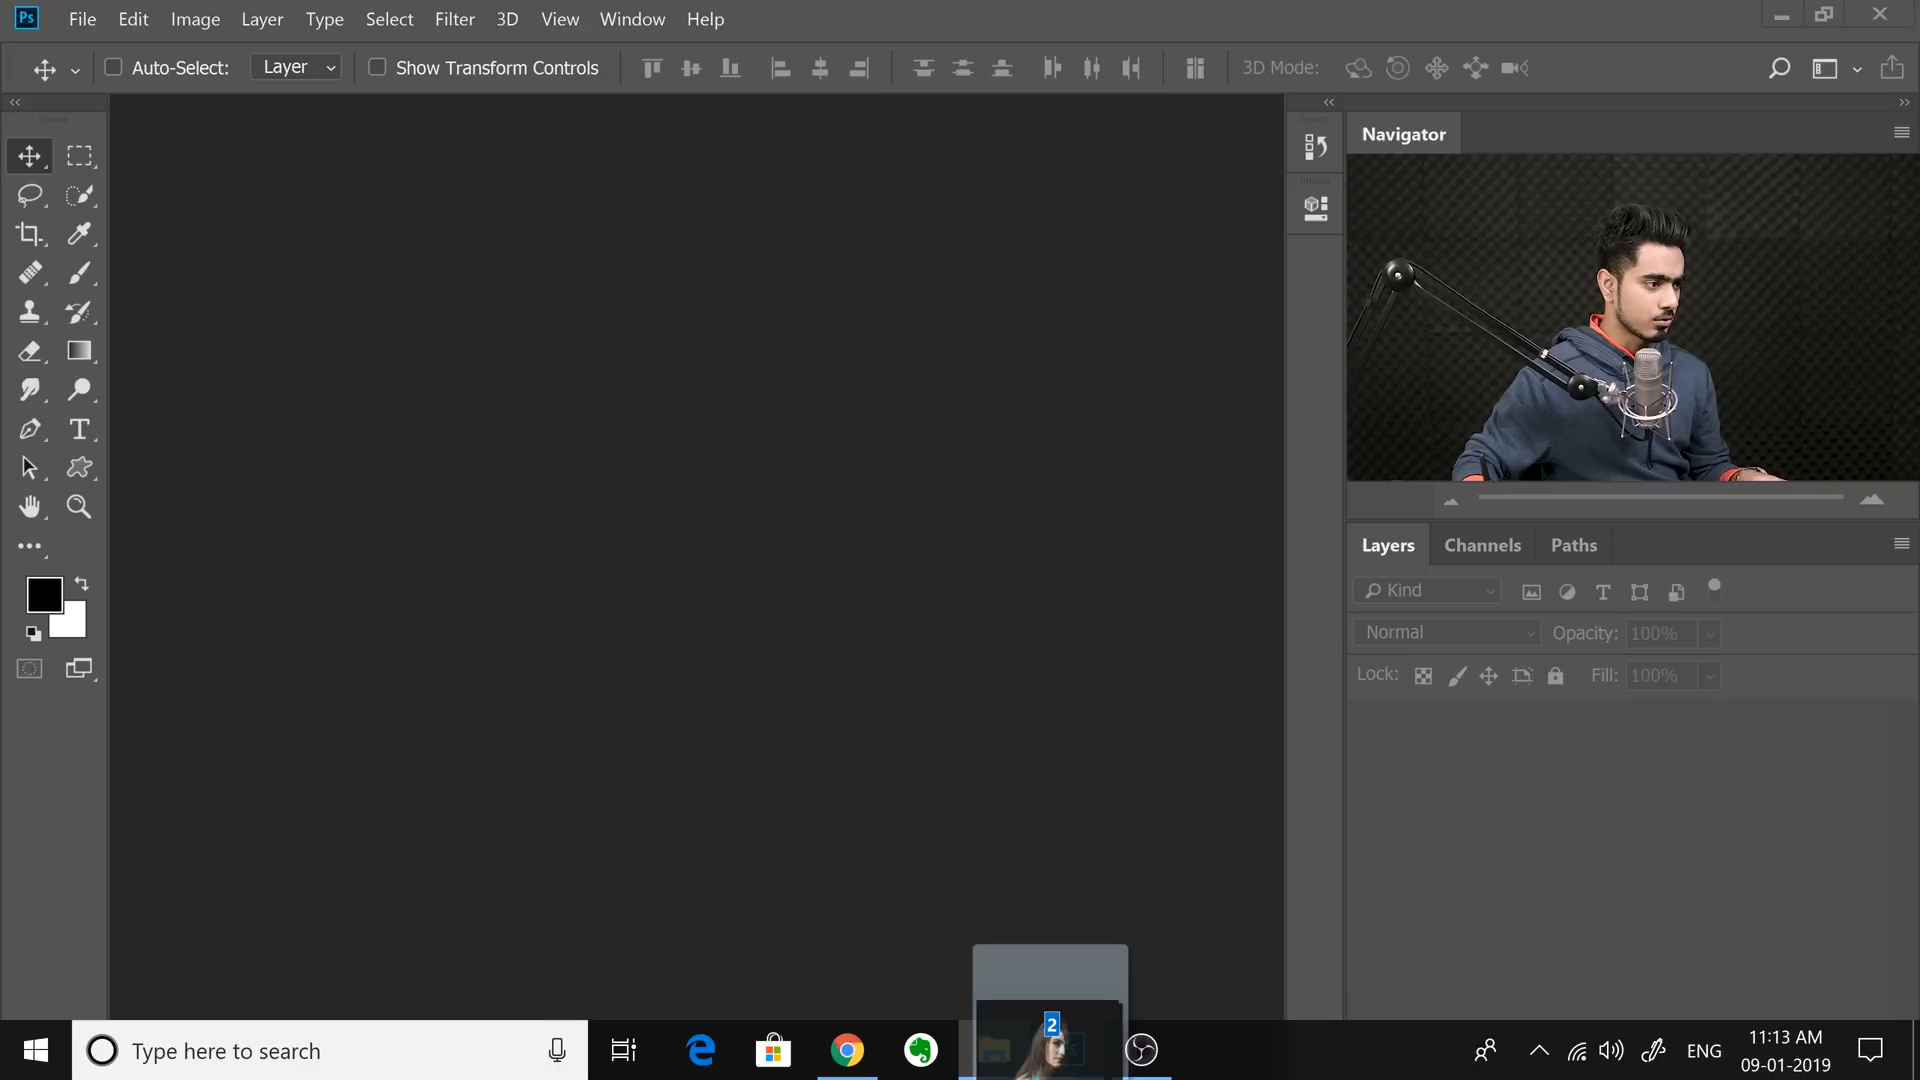 Ps File Edit Image Layer Type Select Filter 3D View Window Help
Auto-Select: Layer Show Transform Controls 3D Mode:
Navigator
Layers Channels Paths
Kind
Normal Opacity: 100%
Lock: Fill: 100%
2
Type here to search
ENG
11:13 AM
09-01-2019